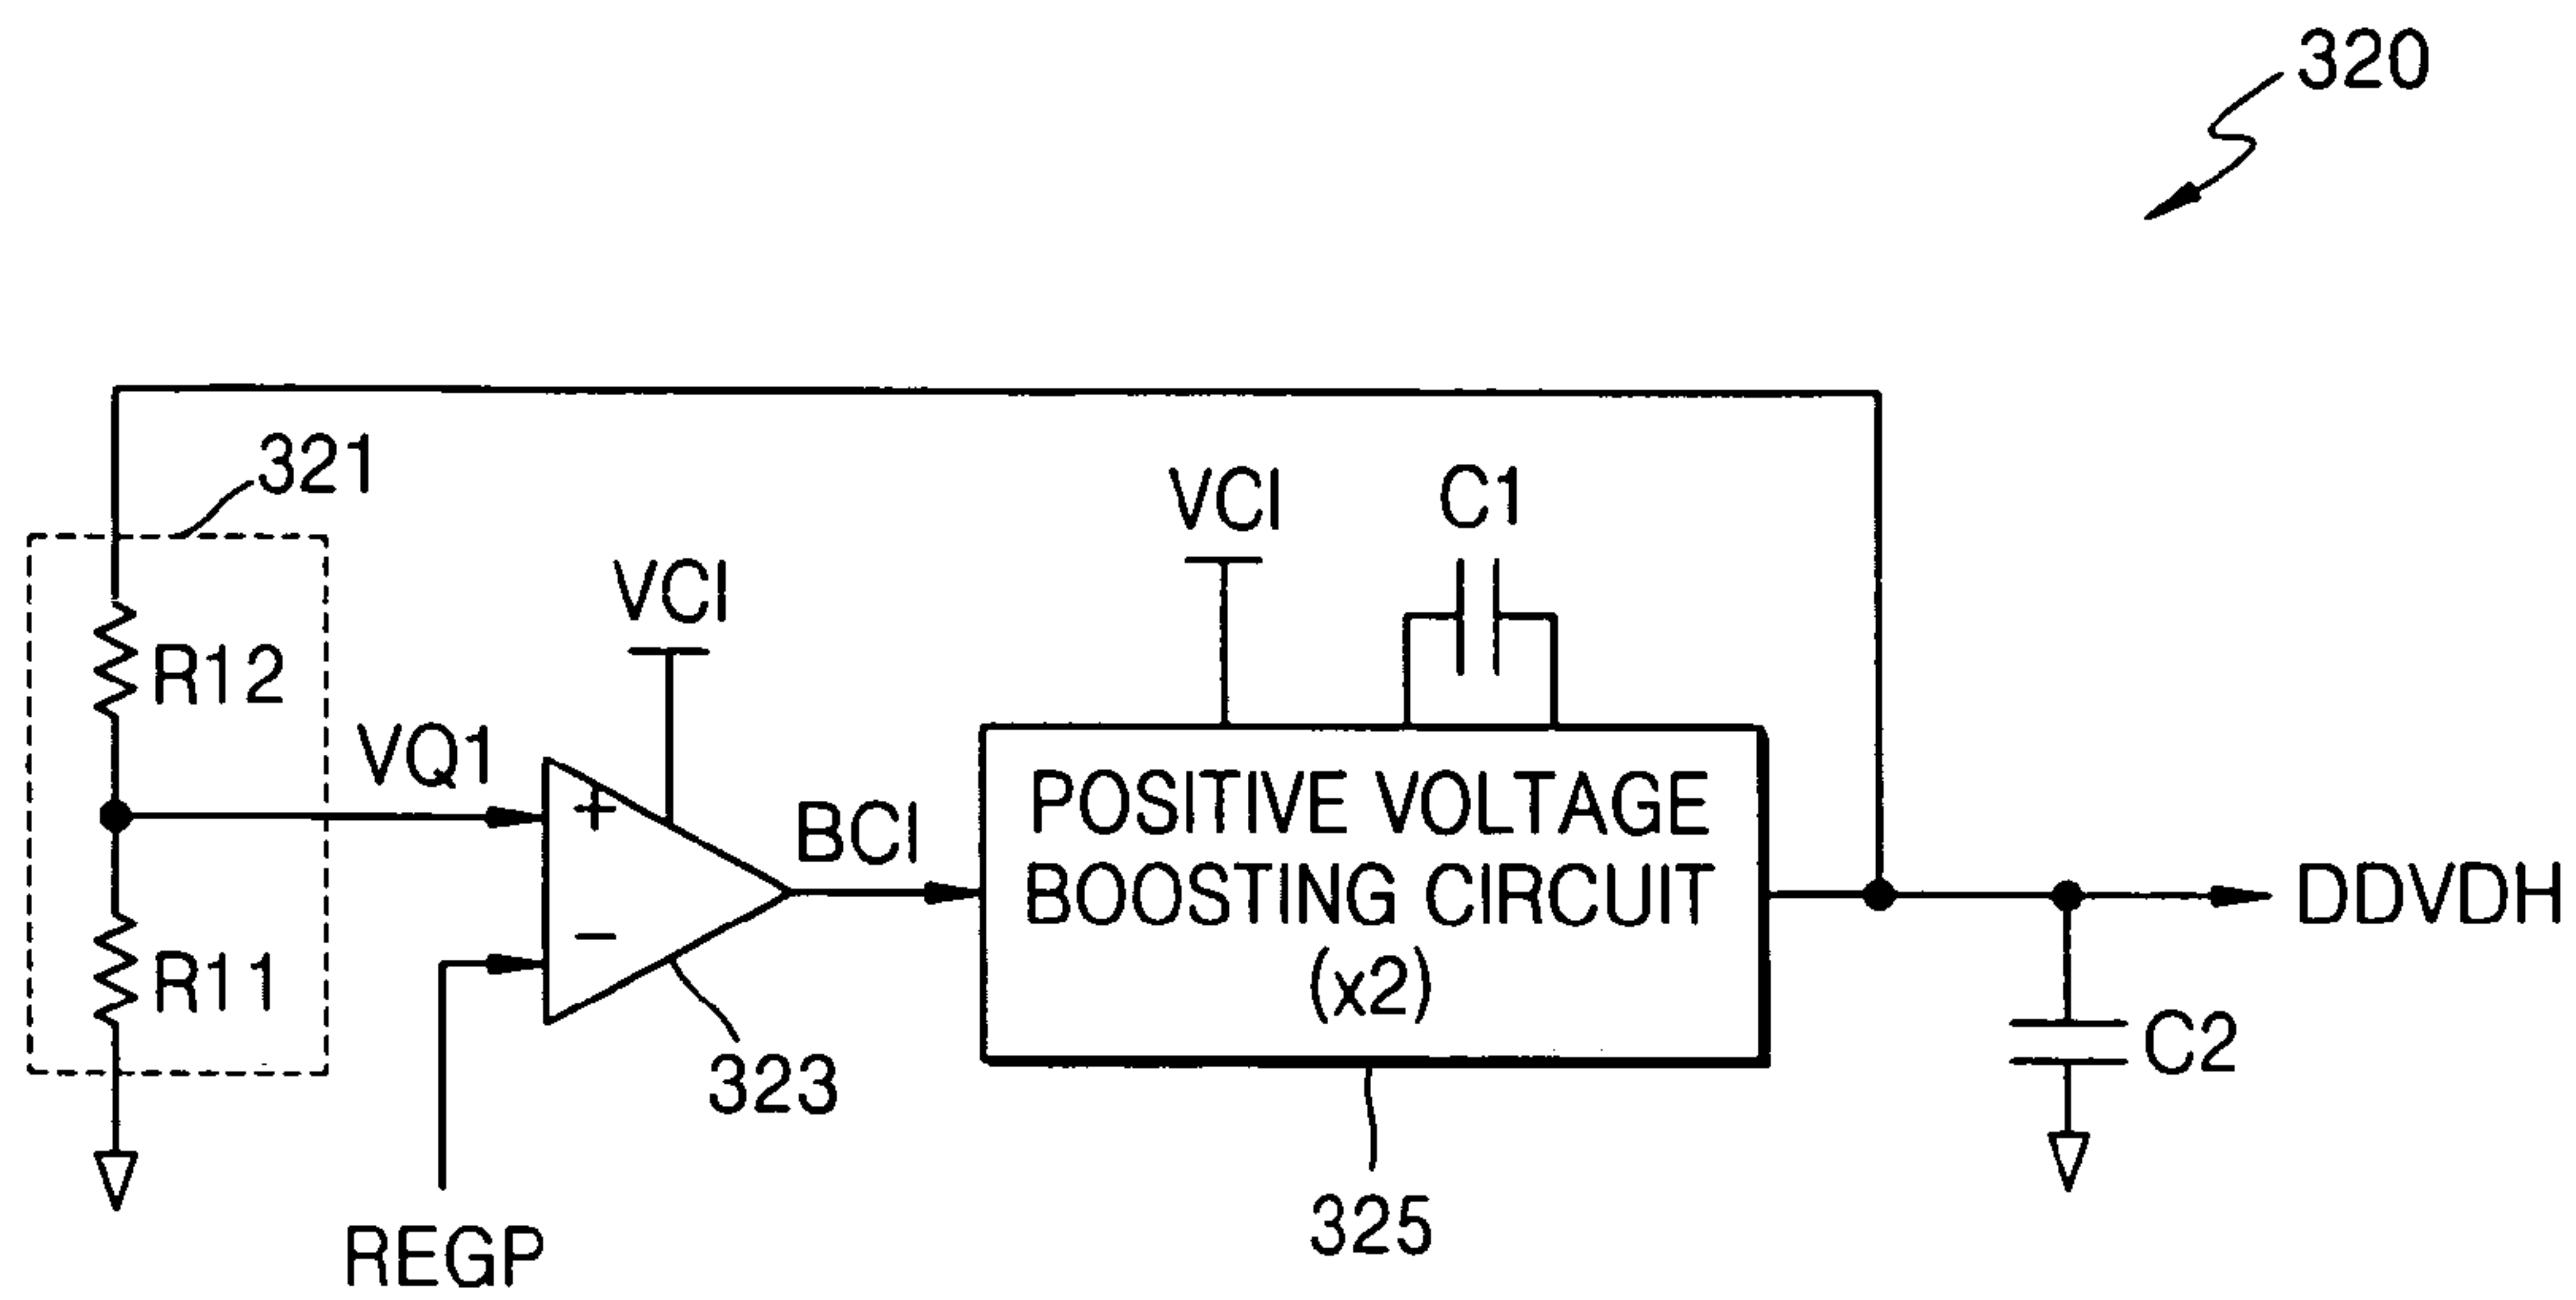 320
321
VCI
C1
VCI
R12
VQ1
+
BCI
POSITIVE VOLTAGE
BOOSTING CIRCUIT
(x2)
DDVDH
−
R11
323
C2
325
REGP